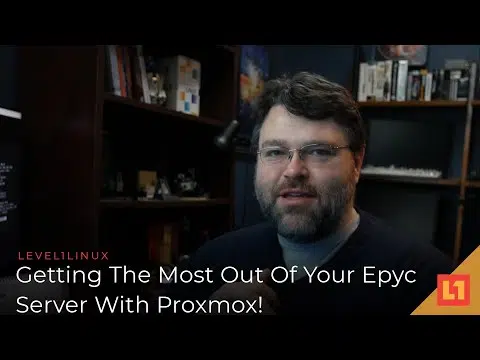 LEVEL1LINUX
Getting The Most Out Of Your Epyc
Server With Proxmox!
L1